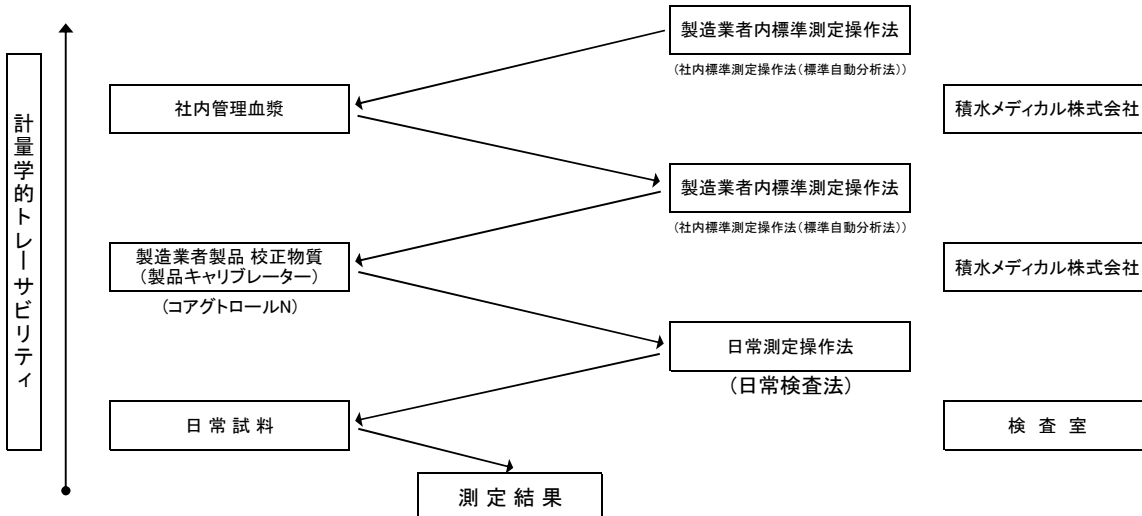 製造業者内標準測定操作法
(社内標準測定操作法(標準自動分析法))
社内管理血漿
積水メディカル株式会社
計量学的トレーサビリティ
製造業者内標準測定操作法
(社内標準測定操作法(標準自動分析法))
製造業者製品 校正物質
(製品キャリブレーター)
(コアグトロールN)
積水メディカル株式会社
日常測定操作法
(日常検査法)
日常試料
検査室
測定結果